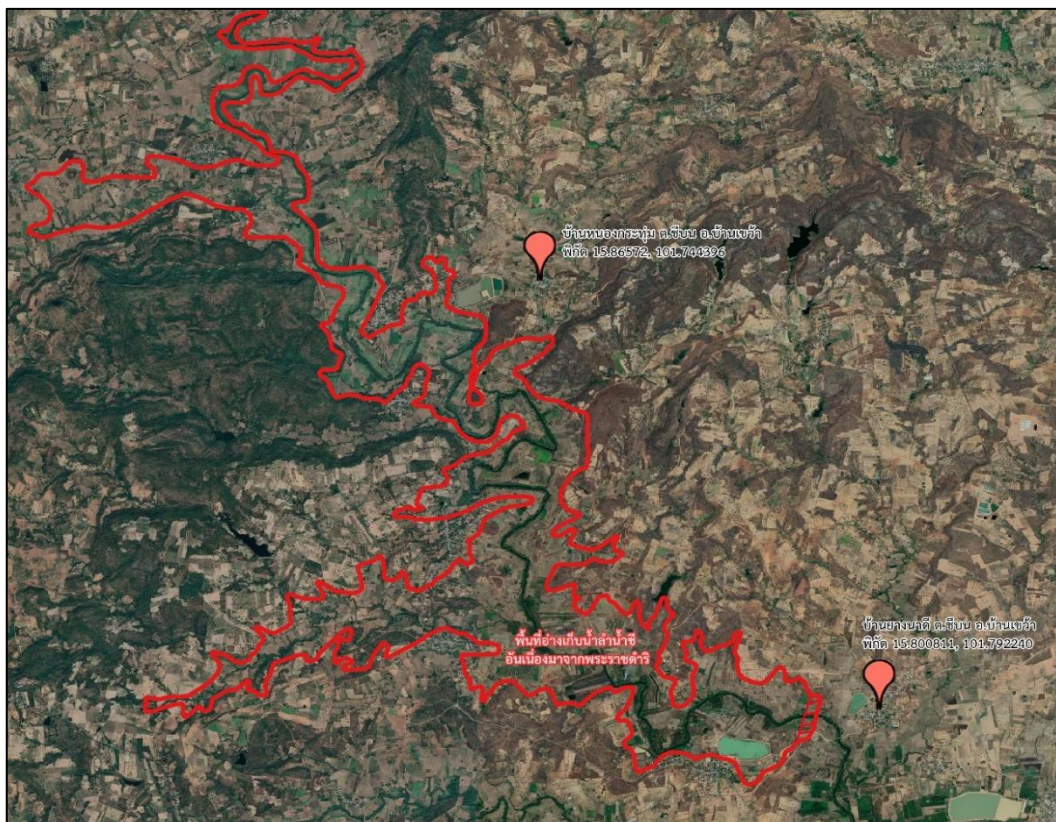 บ้านหนองกระทุ่ม ต.ชีบน อ.บ้านเขว้า
พิกัด 15.86572, 101.744396
บ้านยางนาดี ต.ชีบน อ.บ้านเขว้า
พิกัด 15.800811, 101.792240
พื้นที่อ่างเก็บน้ำลำน้ำชี
อันเนื่องมาจากพระราชดำริ